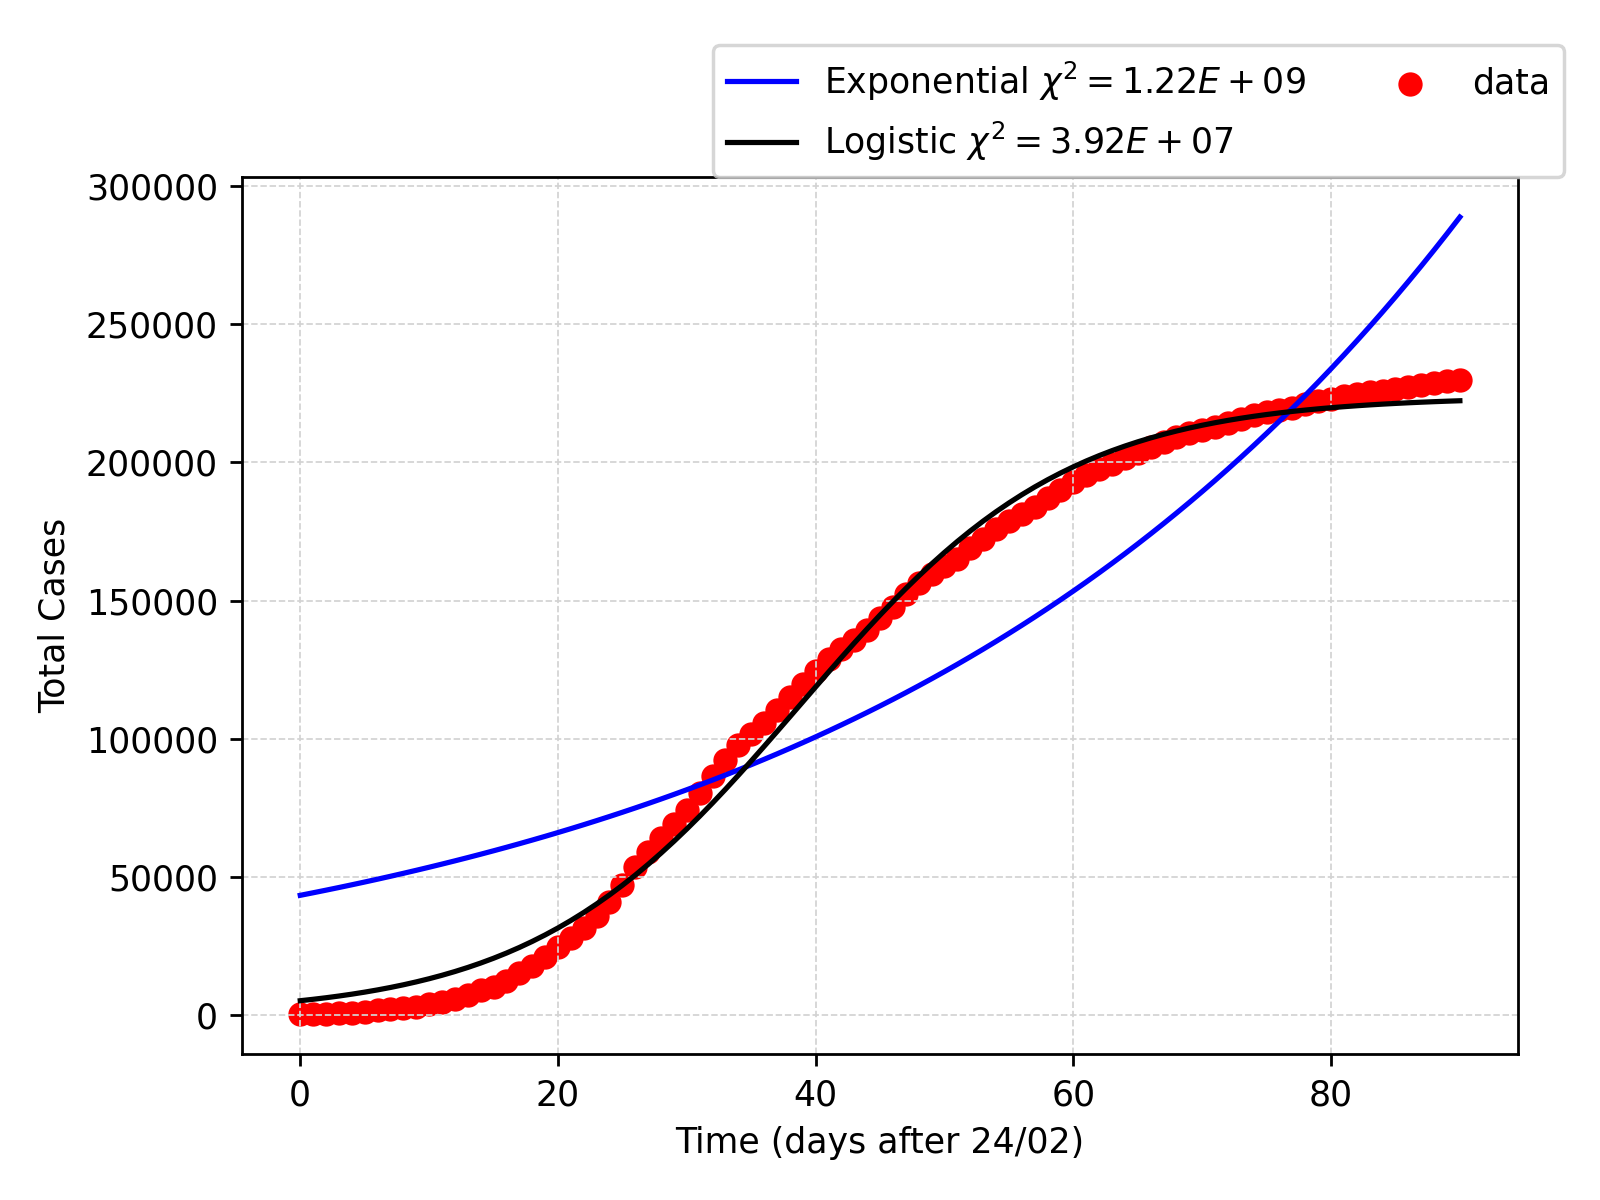 Exponential χ² = 1.22E + 09
Logistic χ² = 3.92E + 07
data
300000
250000
200000
150000
100000
50000
0
Total Cases
0 20 40 60 80
Time (days after 24/02)